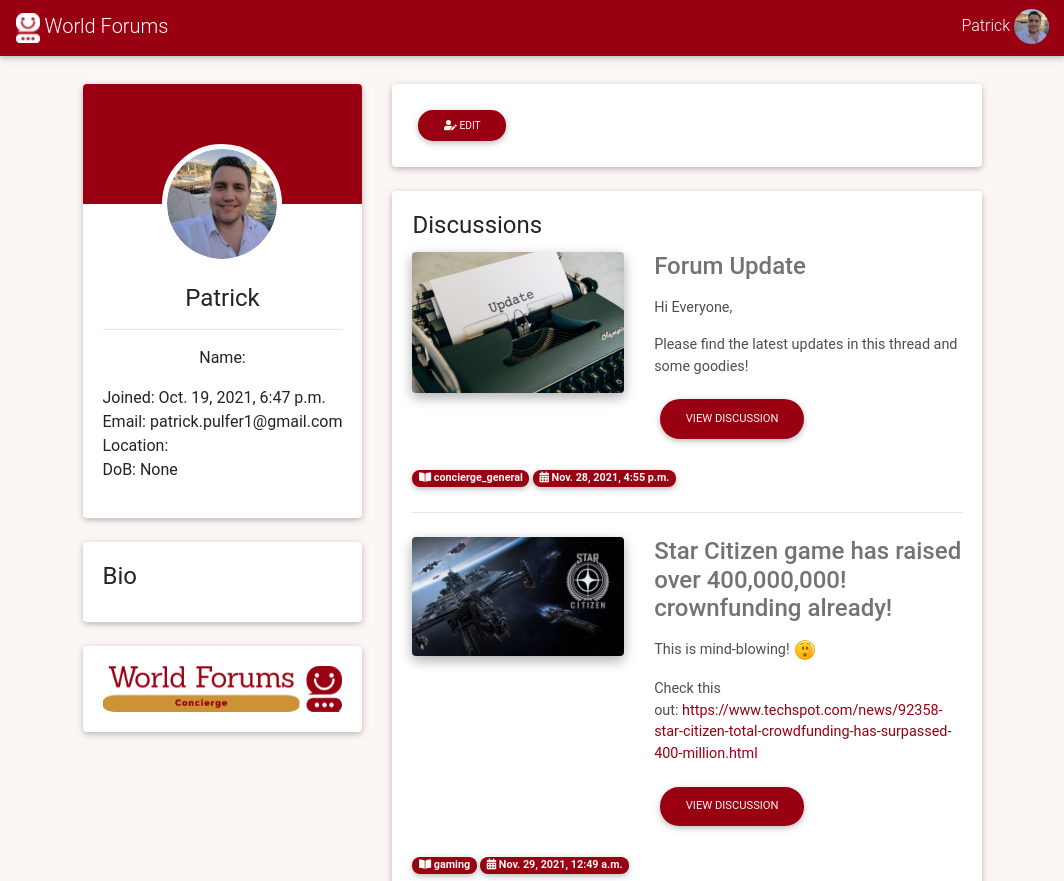 World Forums
Patrick
EDIT
Patrick
Name:
Joined: Oct. 19, 2021, 6:47 p.m.
Email: patrick.pulfer1@gmail.com
Location:
DoB: None
Bio
World Forums
Concierge
Discussions
Update
Olympia
Forum Update
Hi Everyone,
Please find the latest updates in this thread and
some goodies!
VIEW DISCUSSION
concierge_general
Nov. 28, 2021, 4:55 p.m.
STAR
CITIZEN
Star Citizen game has raised
over 400,000,000!
crownfunding already!
This is mind-blowing!
Check this
out: https://www.techspot.com/news/92358-
star-citizen-total-crowdfunding-has-surpassed-
400-million.html
VIEW DISCUSSION
gaming
Nov. 29, 2021, 12:49 a.m.